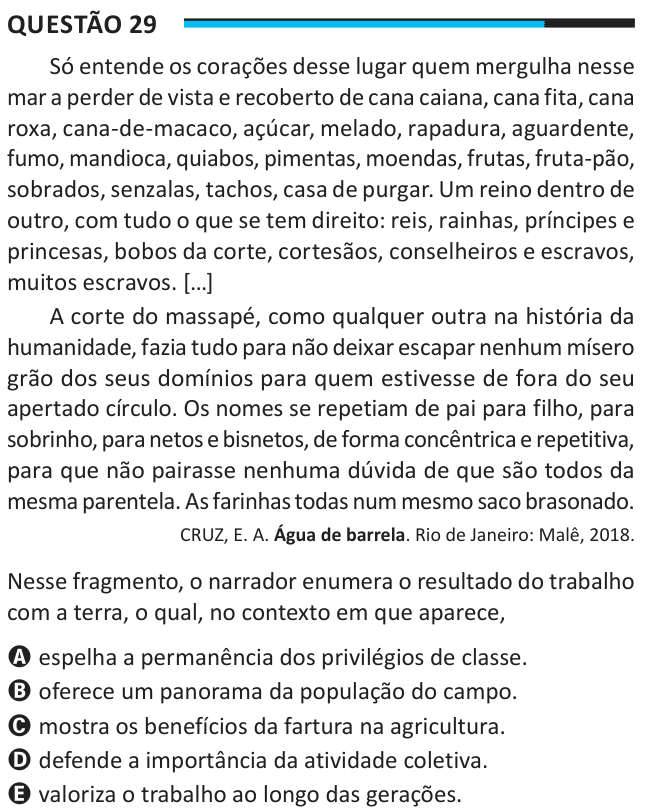 QUESTÃO 29
Só entende os corações desse lugar quem mergulha nesse
mar a perder de vista e recoberto de cana caiana, cana fita, cana
roxa, cana-de-macaco, açúcar, melado, rapadura, aguardente,
fumo, mandioca, quiabos, pimentas, moendas, frutas, fruta-pão,
sobrados, senzalas, tachos, casa de purgar. Um reino dentro de
outro, com tudo o que se tem direito: reis, rainhas, príncipes e
princesas, bobos da corte, cortesãos, conselheiros e escravos,
muitos escravos. [...]
A corte do massapé, como qualquer outra na história da
humanidade, fazia tudo para não deixar escapar nenhum mísero
grão dos seus domínios para quem estivesse de fora do seu
apertado círculo. Os nomes se repetiam de pai para filho, para
sobrinho, para netos e bisnetos, de forma concêntrica e repetitiva,
para que não pairasse nenhuma dúvida de que são todos da
mesma parentela. As farinhas todas num mesmo saco brasonado.
CRUZ, E. A. Água de barrela. Rio de Janeiro: Malê, 2018.
Nesse fragmento, o narrador enumera o resultado do trabalho
com a terra, o qual, no contexto em que aparece,
A espelha a permanência dos privilégios de classe.
B oferece um panorama da população do campo.
C mostra os benefícios da fartura na agricultura.
D defende a importância da atividade coletiva.
E valoriza o trabalho ao longo das gerações.